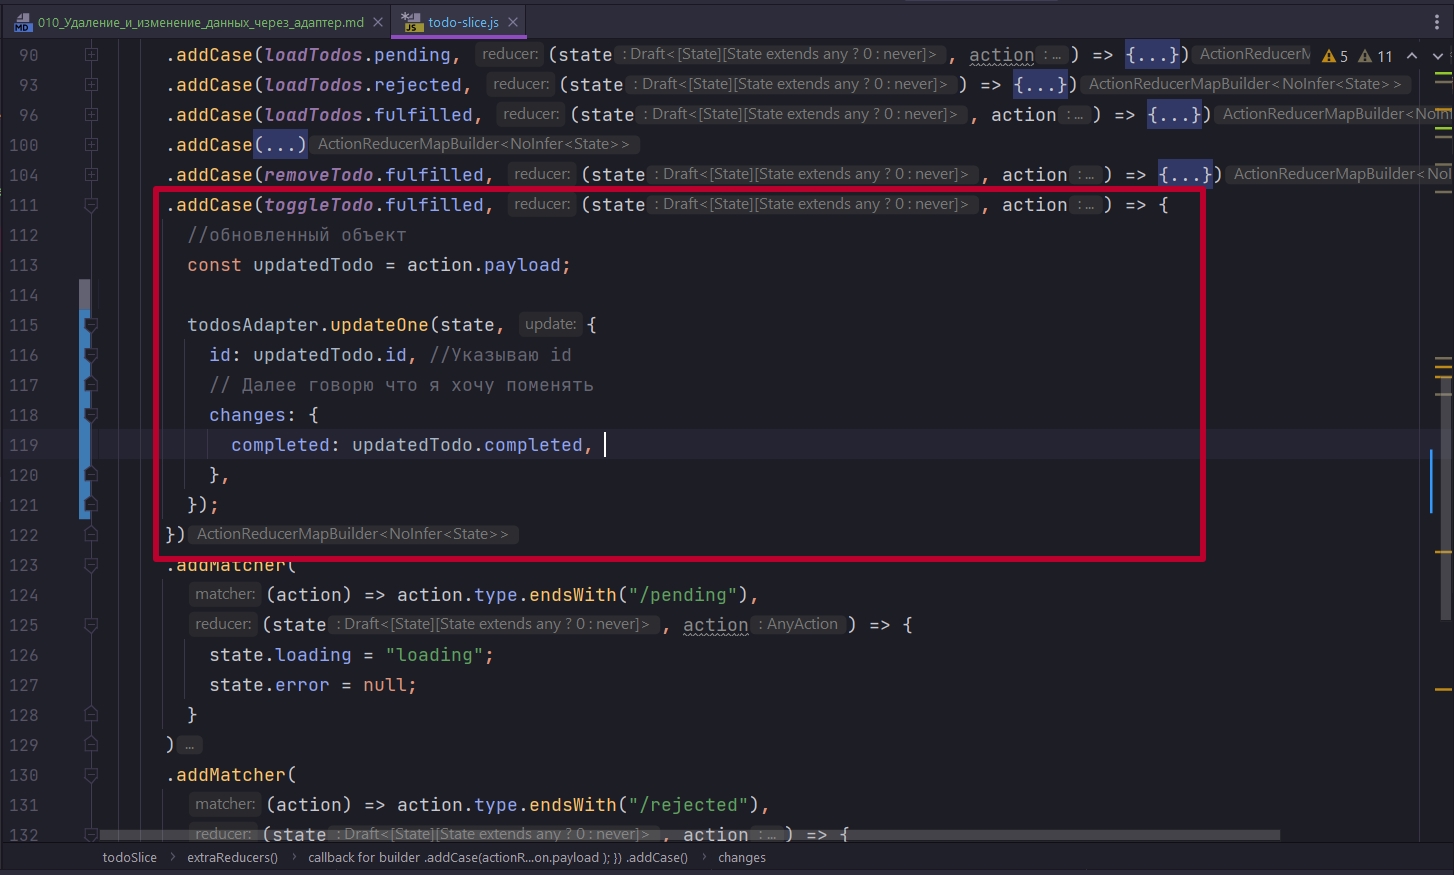 010_Удаление_и_изменение_данных_через_адаптер.md todo-slice.js
90 .addCase(loadTodos.pending, reducer: (state : Draft<[State][State extends any ? 0 : never]> , action : ... ) => {...}) ActionReducerM 5 11
93 .addCase(loadTodos.rejected, reducer: (state : Draft<[State][State extends any ? 0 : never]> ) => {...}) ActionReducerMapBuilder<NoInfer<State>>
96 .addCase(loadTodos.fulfilled, reducer: (state : Draft<[State][State extends any ? 0 : never]> , action : ... ) => {...}) ActionReducerMapBuilder<NoInf
100 .addCase(...) ActionReducerMapBuilder<NoInfer<State>>
104 .addCase(removeTodo.fulfilled, reducer: (state : Draft<[State][State extends any ? 0 : never]> , action : ... ) => {...}) ActionReducerMapBuilder<NoI
111 .addCase(toggleTodo.fulfilled, reducer: (state : Draft<[State][State extends any ? 0 : never]> , action : ... ) => {
112 //обновленный объект
113 const updatedTodo = action.payload;
114
115 todosAdapter.updateOne(state, update: {
116 id: updatedTodo.id, //Указываю id
117 // Далее говорю что я хочу поменять
118 changes: {
119 completed: updatedTodo.completed,
120 },
121 });
122 }) ActionReducerMapBuilder<NoInfer<State>>
123 .addMatcher(
124 matcher: (action) => action.type.endsWith("/pending"),
125 reducer: (state : Draft<[State][State extends any ? 0 : never]> , action : AnyAction ) => {
126 state.loading = "loading";
127 state.error = null;
128 }
129 ) ...
130 .addMatcher(
131 matcher: (action) => action.type.endsWith("/rejected"),
132 reducer: (state : Draft<[State][State extends any ? 0 : never]> , action : ... ) => {
todoSlice > extraReducers() > callback for builder .addCase(actionR...on.payload ); }) .addCase() > changes